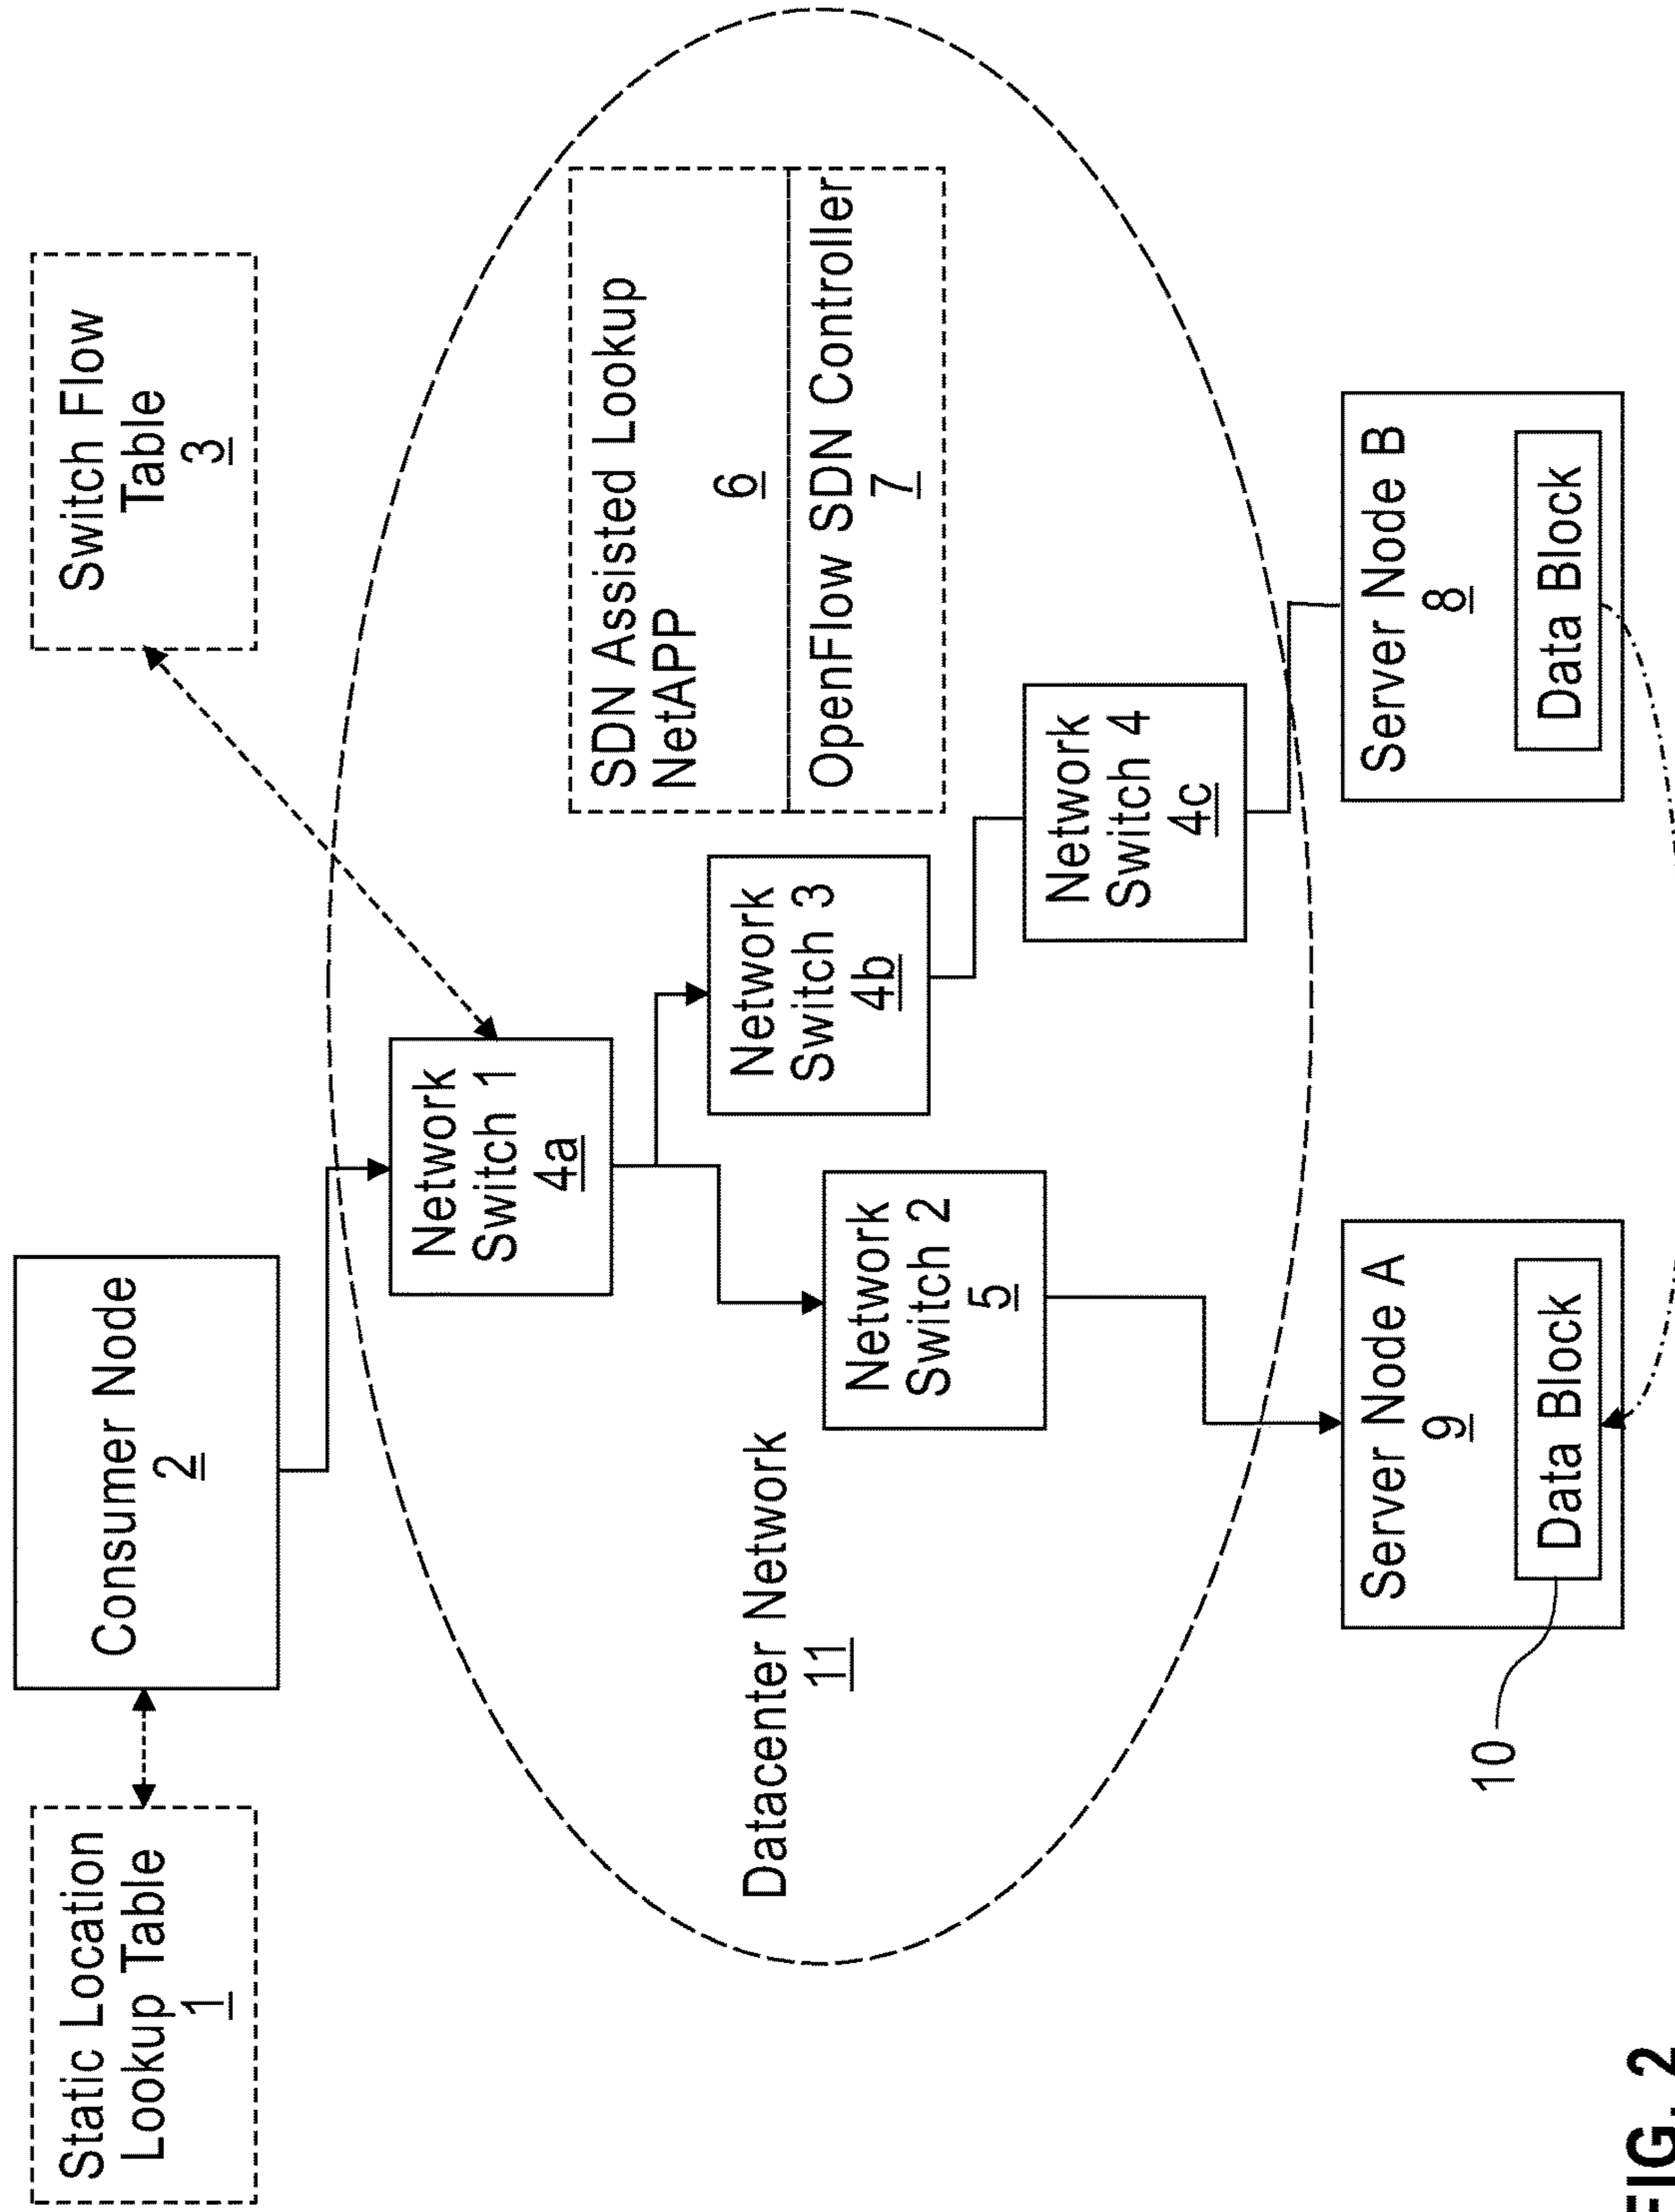 Static Location
Lookup Table
1
Consumer Node
2
Switch Flow
Table
3
Network
Switch 1
4a
SDN Assisted Lookup
NetAPP
6
OpenFlow SDN Controller
7
Datacenter Network
11
Network
Switch 3
4b
Network
Switch 2
5
Network
Switch 4
4c
Server Node A
9
Data Block
10
Server Node B
8
Data Block
FIG. 2